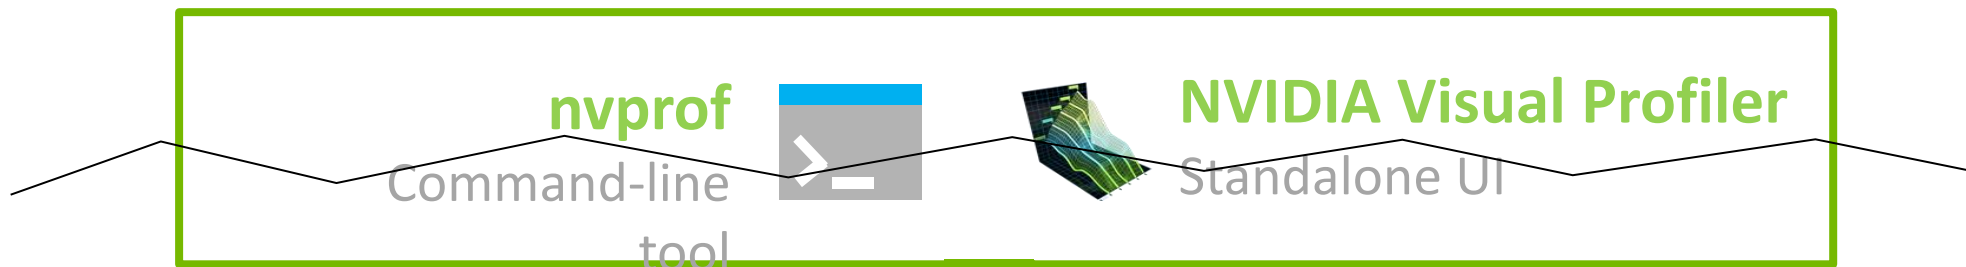 nvprof
Command-line
tool
NVIDIA Visual Profiler
Standalone UI